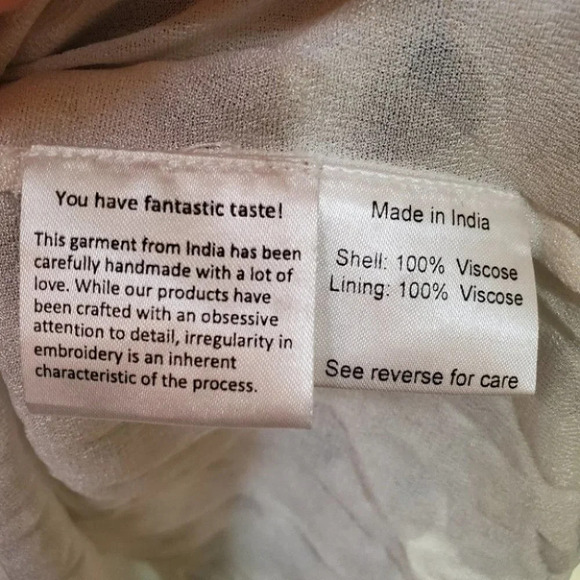 You have fantastic taste!
This garment from India has been
carefully handmade with a lot of
love. While our products have
been crafted with an obsessive
attention to detail, irregularity in
embroidery is an inherent
characteristic of the process.
Made in India
Shell: 100% Viscose
Lining: 100% Viscose
See reverse for care